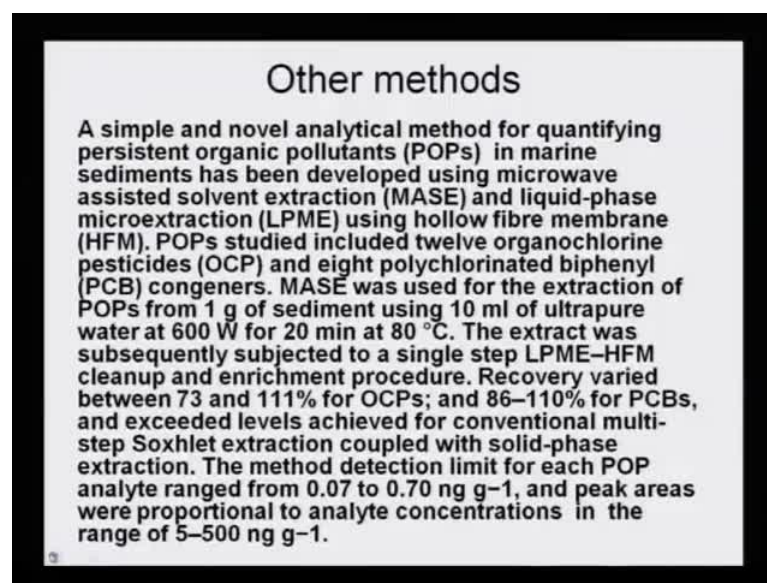 Other methods
A simple and novel analytical method for quantifying
persistent organic pollutants (POPs) in marine
sediments has been developed using microwave
assisted solvent extraction (MASE) and liquid-phase
microextraction (LPME) using hollow fibre membrane
(HFM). POPs studied included twelve organochlorine
pesticides (OCP) and eight polychlorinated biphenyl
(PCB) congeners. MASE was used for the extraction of
POPs from 1 g of sediment using 10 ml of ultrapure
water at 600 W for 20 min at 80 °C. The extract was
subsequently subjected to a single step LPME–HFM
cleanup and enrichment procedure. Recovery varied
between 73 and 111% for OCPs; and 86–110% for PCBs,
and exceeded levels achieved for conventional multi-
step Soxhlet extraction coupled with solid-phase
extraction. The method detection limit for each POP
analyte ranged from 0.07 to 0.70 ng g−1, and peak areas
were proportional to analyte concentrations in the
range of 5–500 ng g−1.